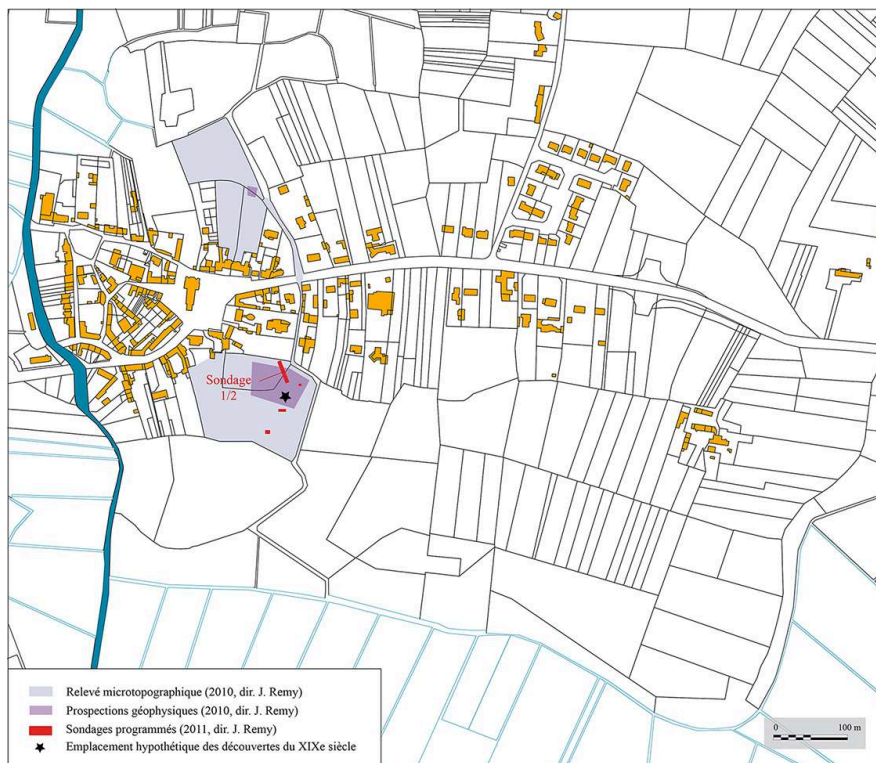 Sondage
1/2
Relevé microtopographique (2010, dir. J. Remy)
Prospections géophysiques (2010, dir. J. Remy)
Sondages programmés (2011, dir. J. Remy)
Emplacement hypothétique des découvertes du XIXe siècle
0 100 m